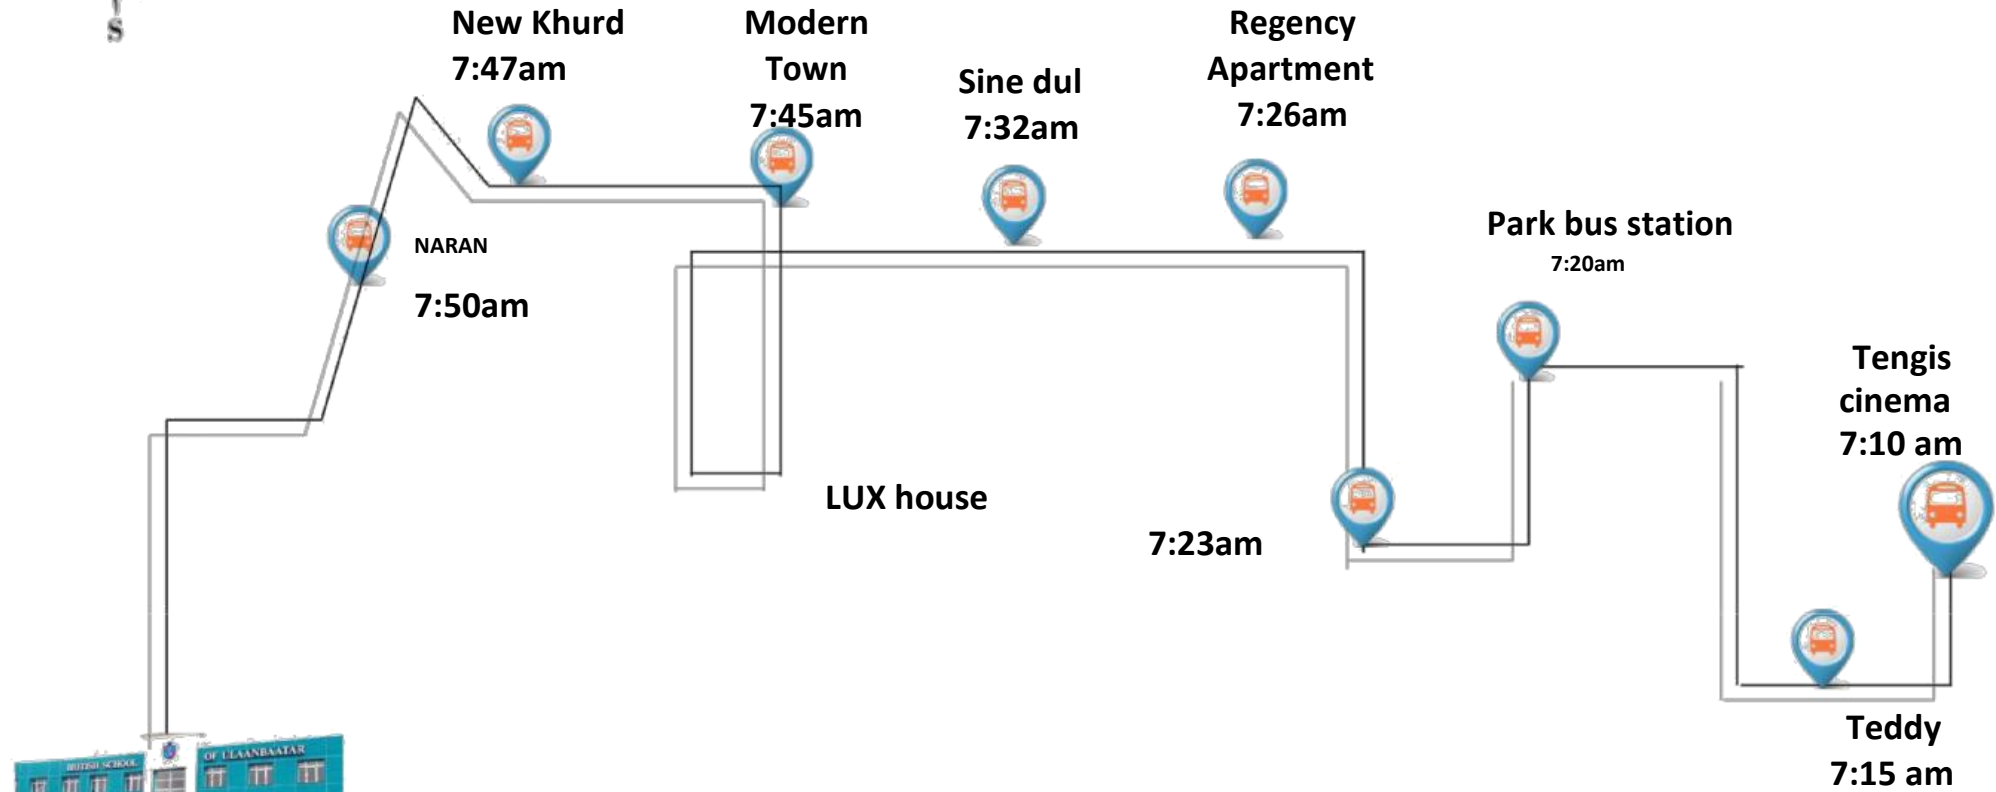 S
New Khurd
7:47am
Modern
Town
7:45am
Sine dul
7:32am
Regency
Apartment
7:26am
Park bus station
7:20am
NARAN
7:50am
Tengis
cinema
7:10 am
LUX house
7:23am
Teddy
7:15 am
BRITISH SCHOOL
OF ULAANBAATAR